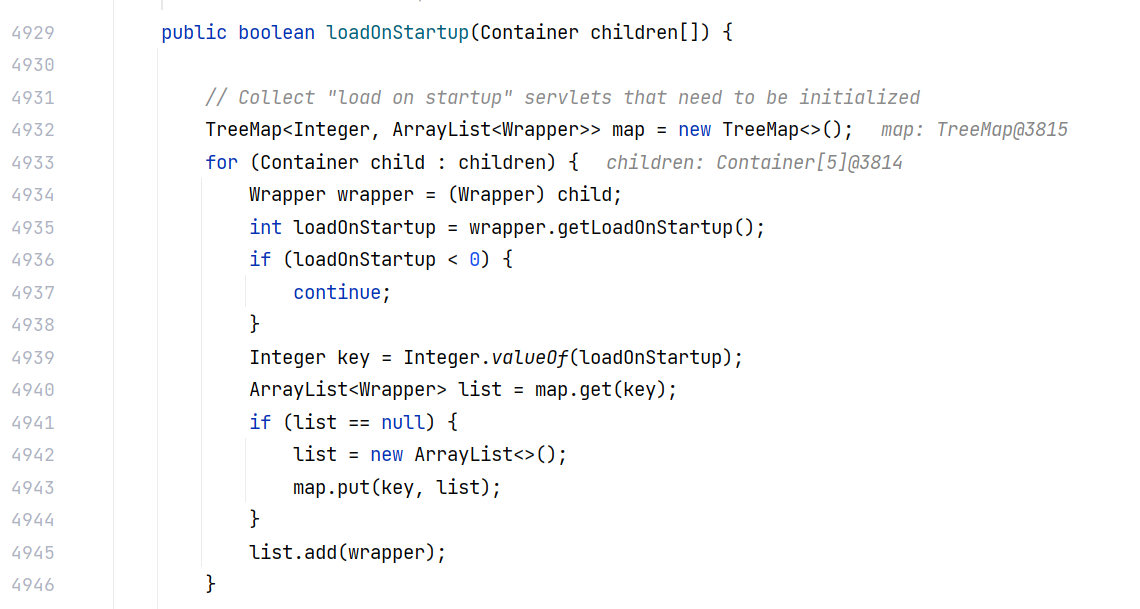 4929 public boolean loadOnStartup(Container children[]) {
4930
4931 // Collect "load on startup" servlets that need to be initialized
4932 TreeMap<Integer, ArrayList<Wrapper>> map = new TreeMap<>(); map: TreeMap@3815
4933 for (Container child : children) { children: Container[5]@3814
4934 Wrapper wrapper = (Wrapper) child;
4935 int loadOnStartup = wrapper.getLoadOnStartup();
4936 if (loadOnStartup < 0) {
4937 continue;
4938 }
4939 Integer key = Integer.valueOf(loadOnStartup);
4940 ArrayList<Wrapper> list = map.get(key);
4941 if (list == null) {
4942 list = new ArrayList<>();
4943 map.put(key, list);
4944 }
4945 list.add(wrapper);
4946 }